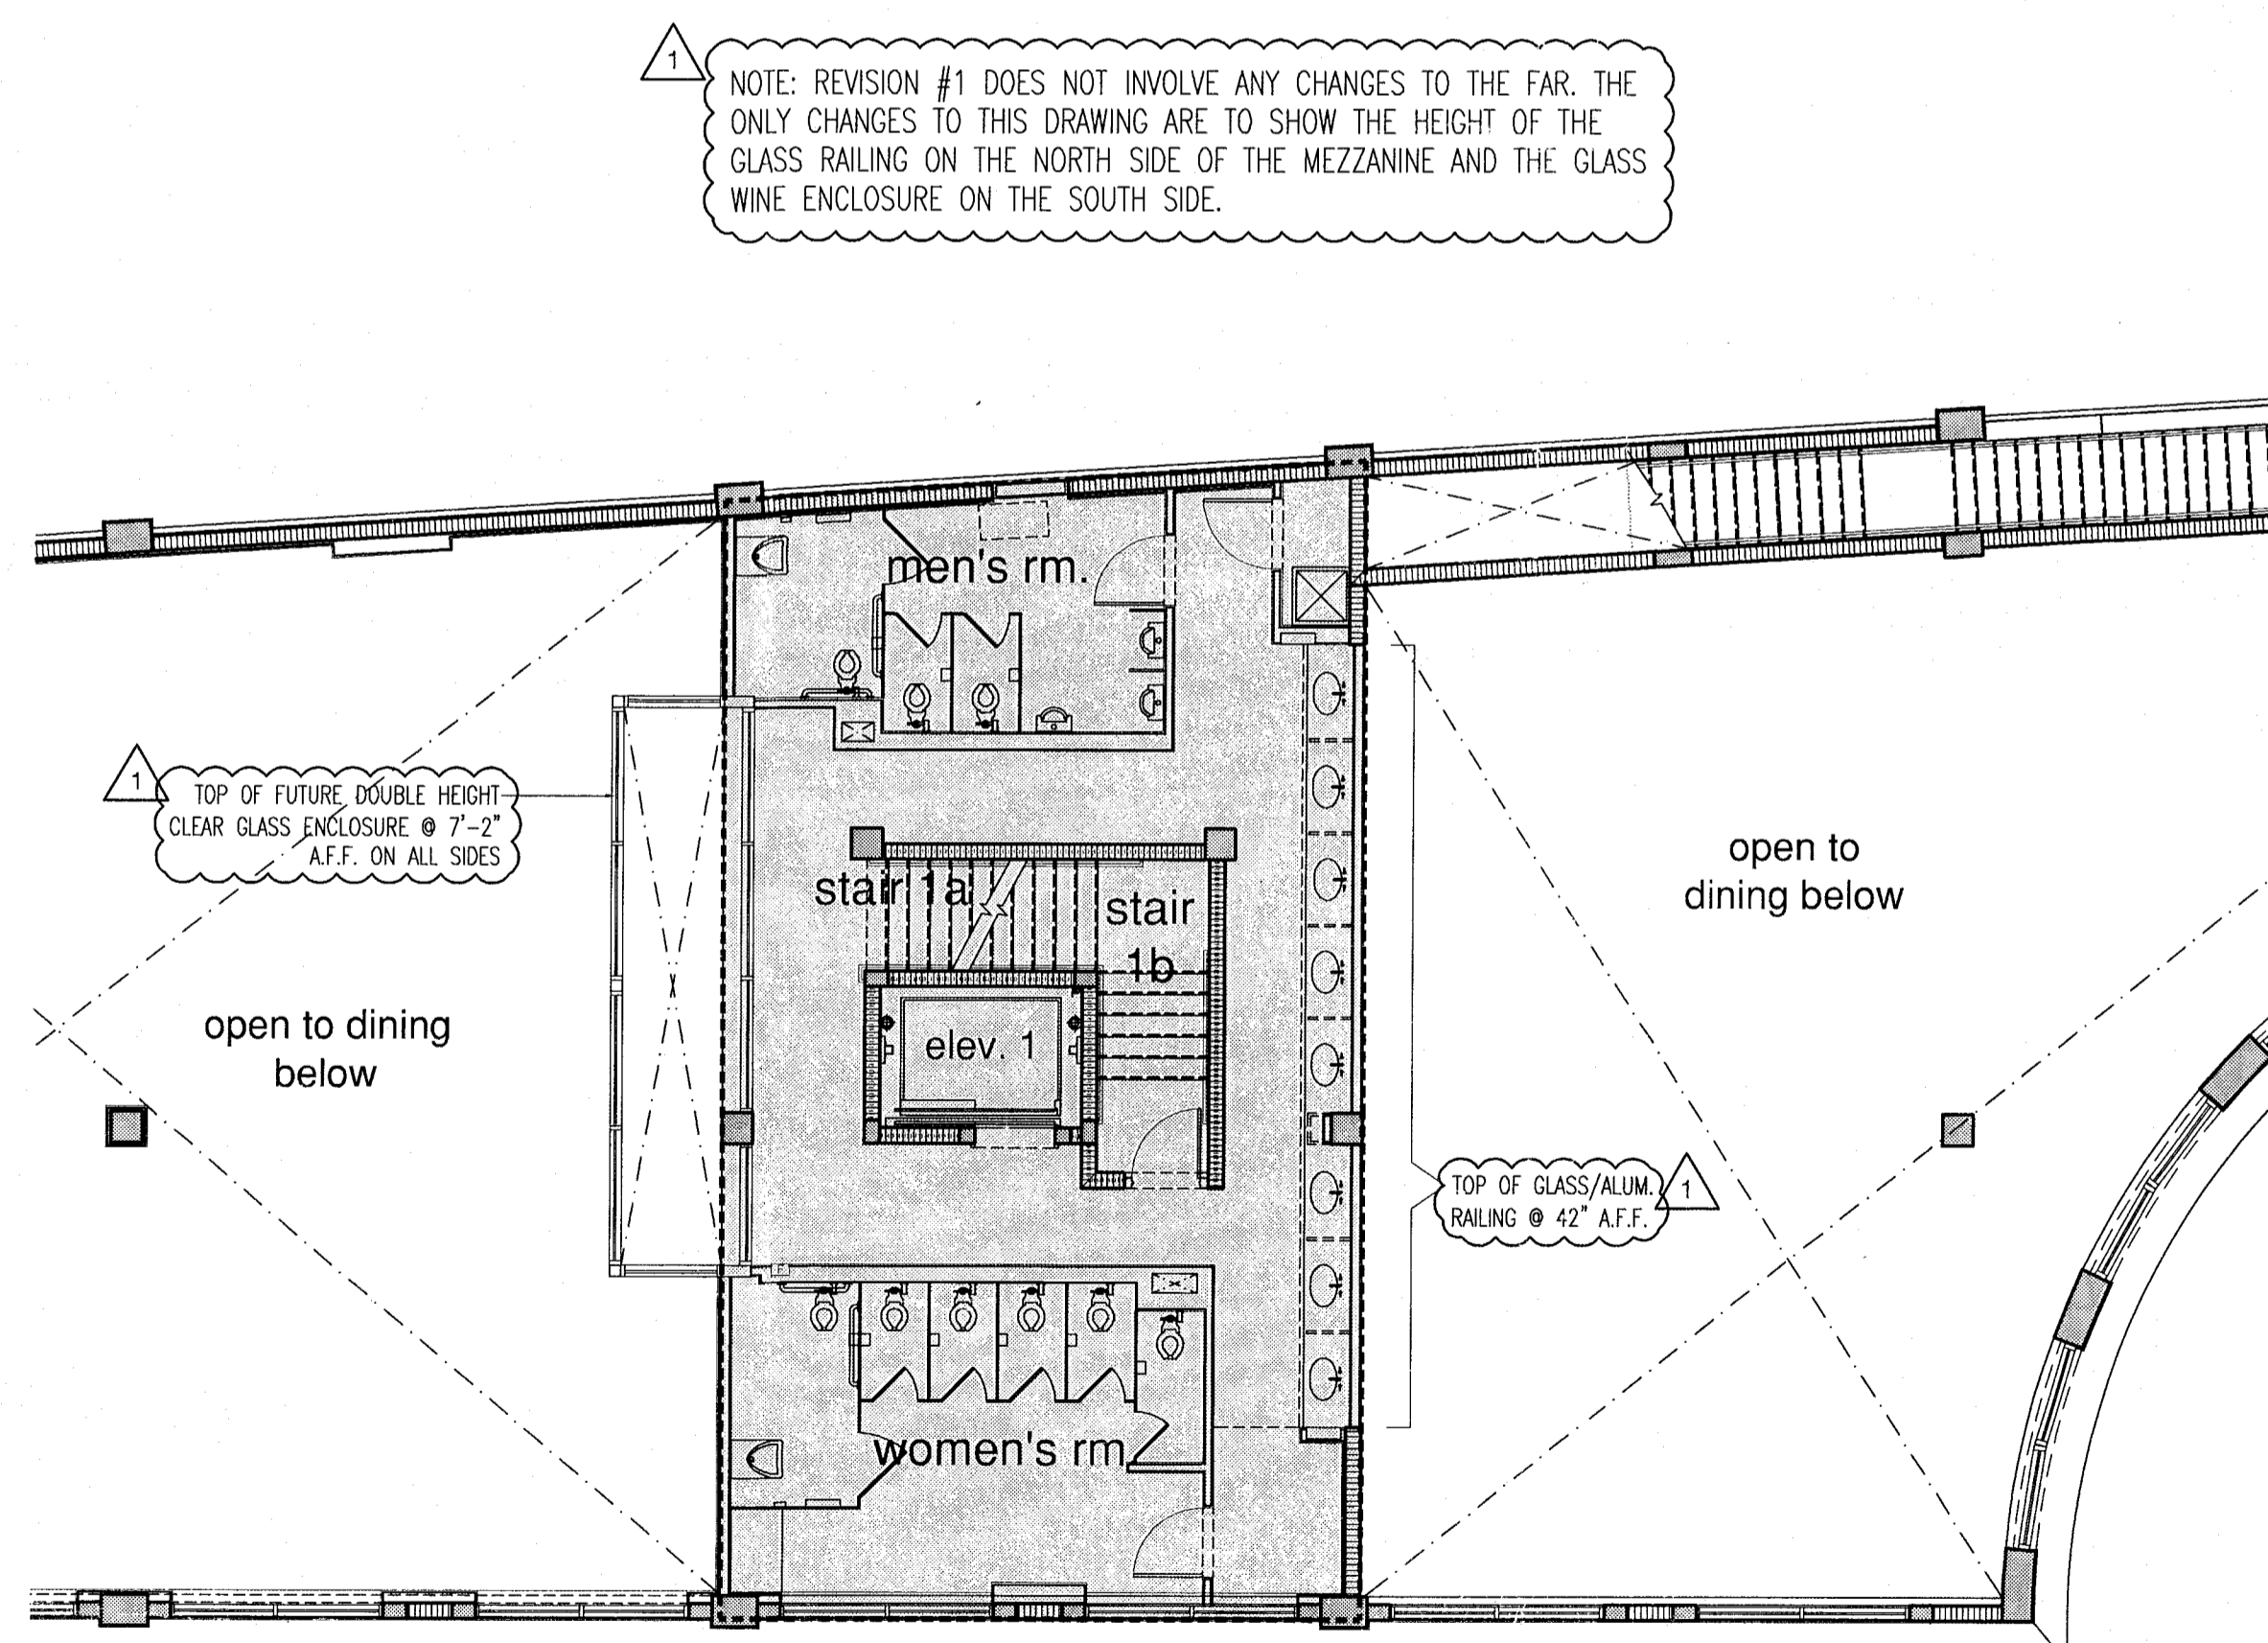 1
NOTE: REVISION #1 DOES NOT INVOLVE ANY CHANGES TO THE FAR. THE
ONLY CHANGES TO THIS DRAWING ARE TO SHOW THE HEIGHT OF THE
GLASS RAILING ON THE NORTH SIDE OF THE MEZZANINE AND THE GLASS
WINE ENCLOSURE ON THE SOUTH SIDE.
men's rm.
1
TOP OF FUTURE DOUBLE HEIGHT
CLEAR GLASS ENCLOSURE @ 7'-2"
A.F.F. ON ALL SIDES
stair 1a
stair
1b
open to
dining below
open to dining
below
elev. 1
TOP OF GLASS/ALUM.
RAILING @ 42" A.F.F.
1
F
women's rm.